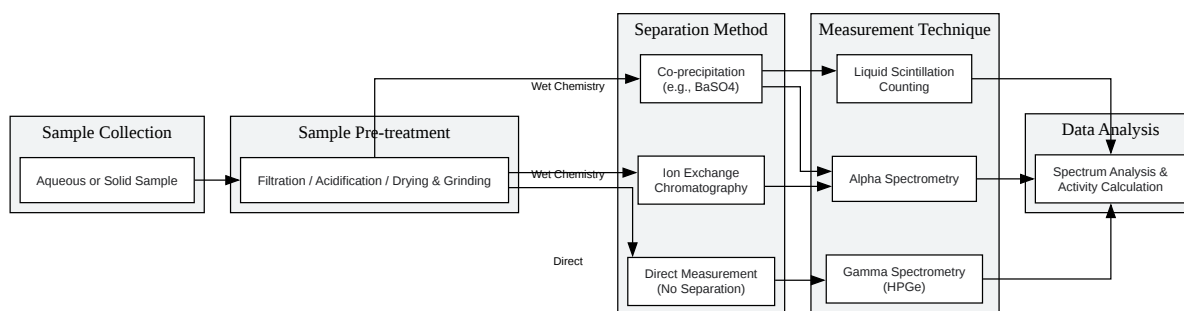 Separation Method
Measurement Technique
Co-precipitation
(e.g., BaSO4)
Liquid Scintillation
Counting
Wet Chemistry
Sample Collection
Sample Pre-treatment
Data Analysis
Aqueous or Solid Sample
Filtration / Acidification / Drying & Grinding
Wet Chemistry
Ion Exchange
Chromatography
Alpha Spectrometry
Spectrum Analysis &
Activity Calculation
Direct
Direct Measurement
(No Separation)
Gamma Spectrometry
(HPGe)